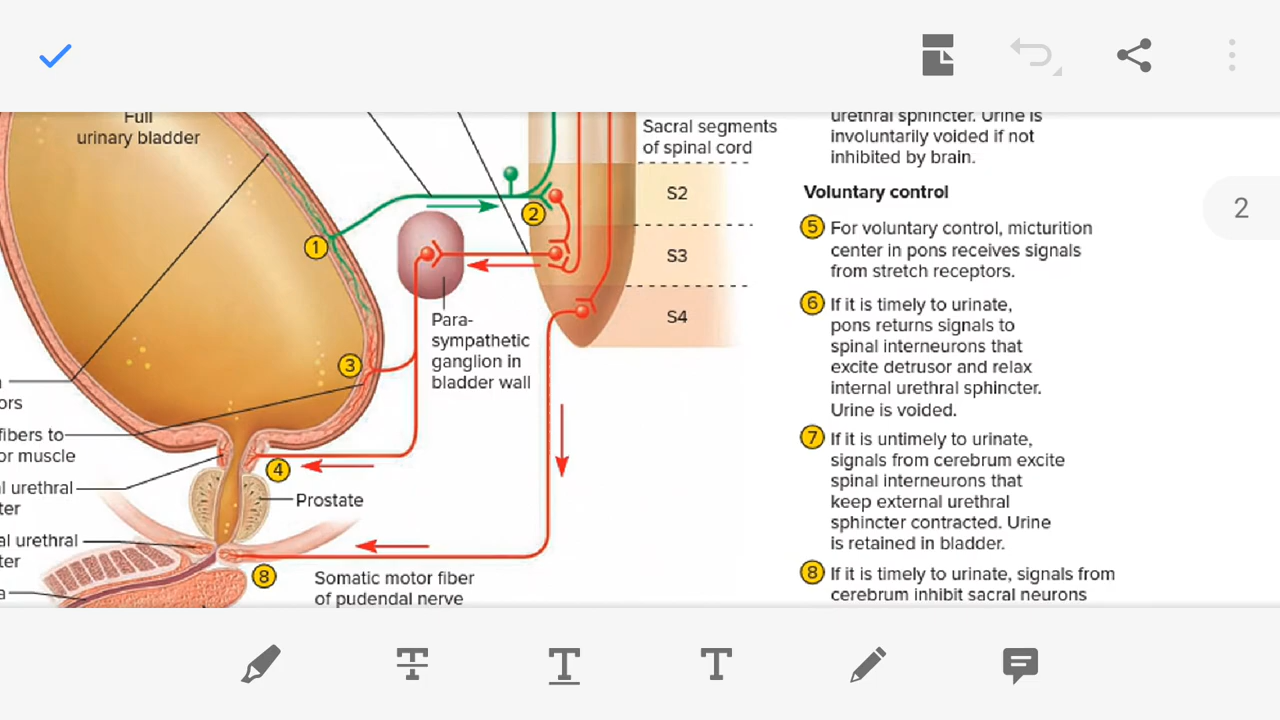 Full
urinary bladder
1
2
3
4
8
ors
fibers to
or muscle
al urethral
ter
al urethral
ter
a
Para-
sympathetic
ganglion in
bladder wall
Prostate
Somatic motor fiber
of pudendal nerve
Sacral segments
of spinal cord
S2
S3
S4
urethral sphincter. Urine is
involuntarily voided if not
inhibited by brain.
Voluntary control
5 For voluntary control, micturition
center in pons receives signals
from stretch receptors.
6 If it is timely to urinate,
pons returns signals to
spinal interneurons that
excite detrusor and relax
internal urethral sphincter.
Urine is voided.
7 If it is untimely to urinate,
signals from cerebrum excite
spinal interneurons that
keep external urethral
sphincter contracted. Urine
is retained in bladder.
8 If it is timely to urinate, signals from
cerebrum inhibit sacral neurons
2
T
T
T